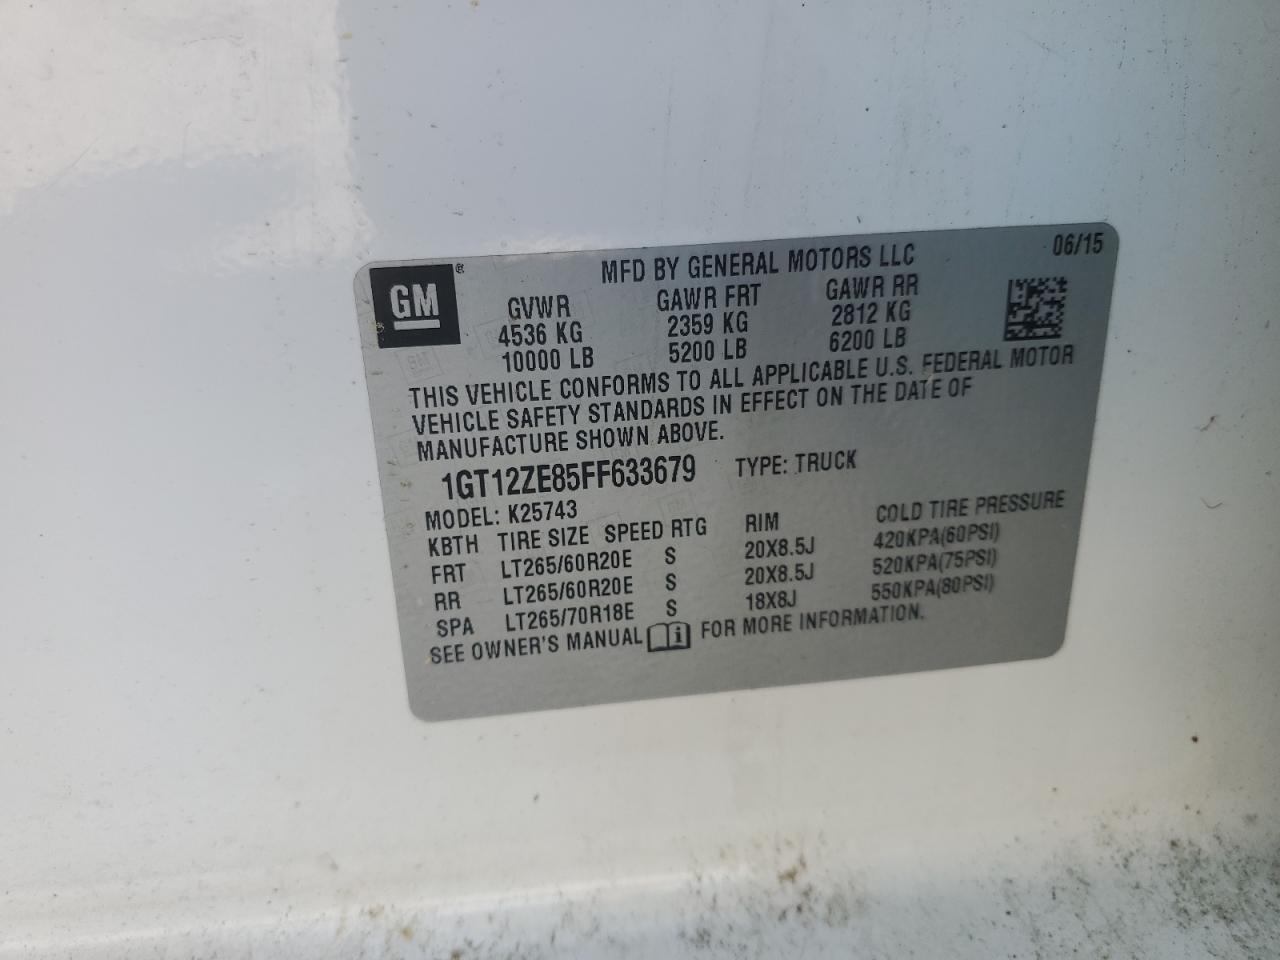 GM ®
MFD BY GENERAL MOTORS LLC 06/15
GVWR GAWR FRT GAWR RR
4536 KG 2359 KG 2812 KG
10000 LB 5200 LB 6200 LB
THIS VEHICLE CONFORMS TO ALL APPLICABLE U.S. FEDERAL MOTOR
VEHICLE SAFETY STANDARDS IN EFFECT ON THE DATE OF
MANUFACTURE SHOWN ABOVE.
1GT12ZE85FF633679 TYPE: TRUCK
MODEL: K25743
KBTH TIRE SIZE SPEED RTG RIM COLD TIRE PRESSURE
FRT LT265/60R20E S 20X8.5J 420KPA(60PSI)
RR LT265/60R20E S 20X8.5J 520KPA(75PSI)
SPA LT265/70R18E S 18X8J 550KPA(80PSI)
SEE OWNER'S MANUAL i FOR MORE INFORMATION.